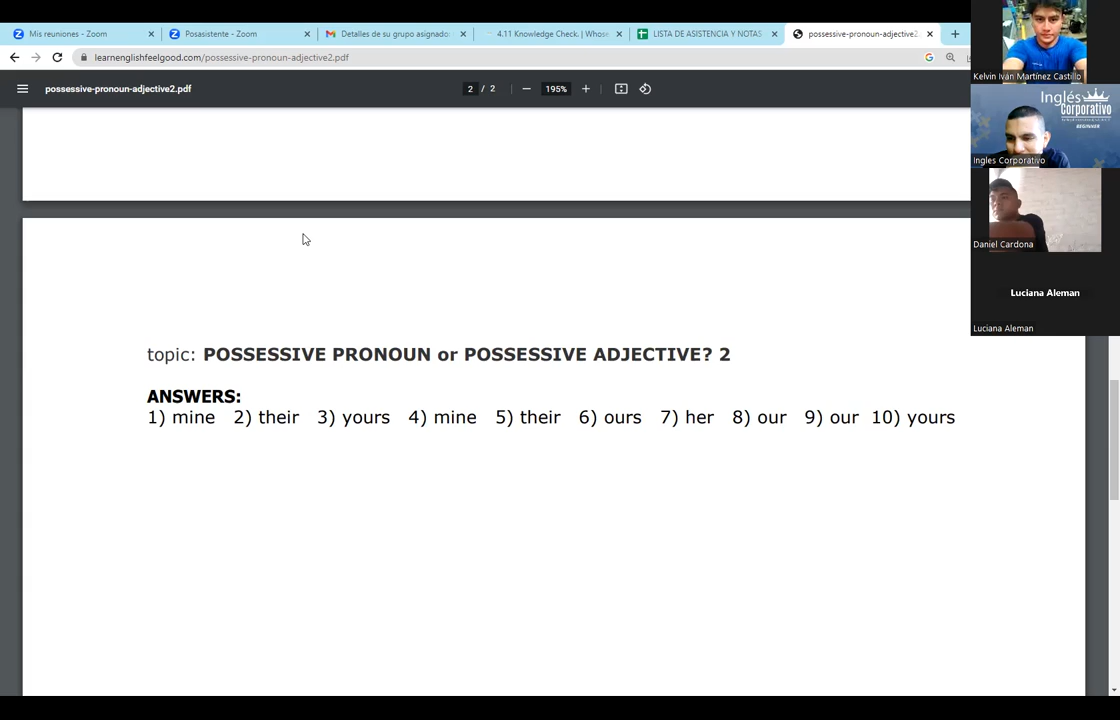 Mis reuniones - Zoom
Posasistente - Zoom
Detalles de su grupo asignado
4.11 Knowledge Check. | Whose
LISTA DE ASISTENCIA Y NOTAS
possessive-pronoun-adjective2.
learnenglishfeelgood.com/possessive-pronoun-adjective2.pdf
possessive-pronoun-adjective2.pdf
2 / 2
195%
topic: POSSESSIVE PRONOUN or POSSESSIVE ADJECTIVE? 2
ANSWERS:
1) mine 2) their 3) yours 4) mine 5) their 6) ours 7) her 8) our 9) our 10) yours
Kelvin Iván Martínez Castillo
Inglés
Corporativo
BEGINNER
Ingles Corporativo
Daniel Cardona
Luciana Aleman
Luciana Aleman